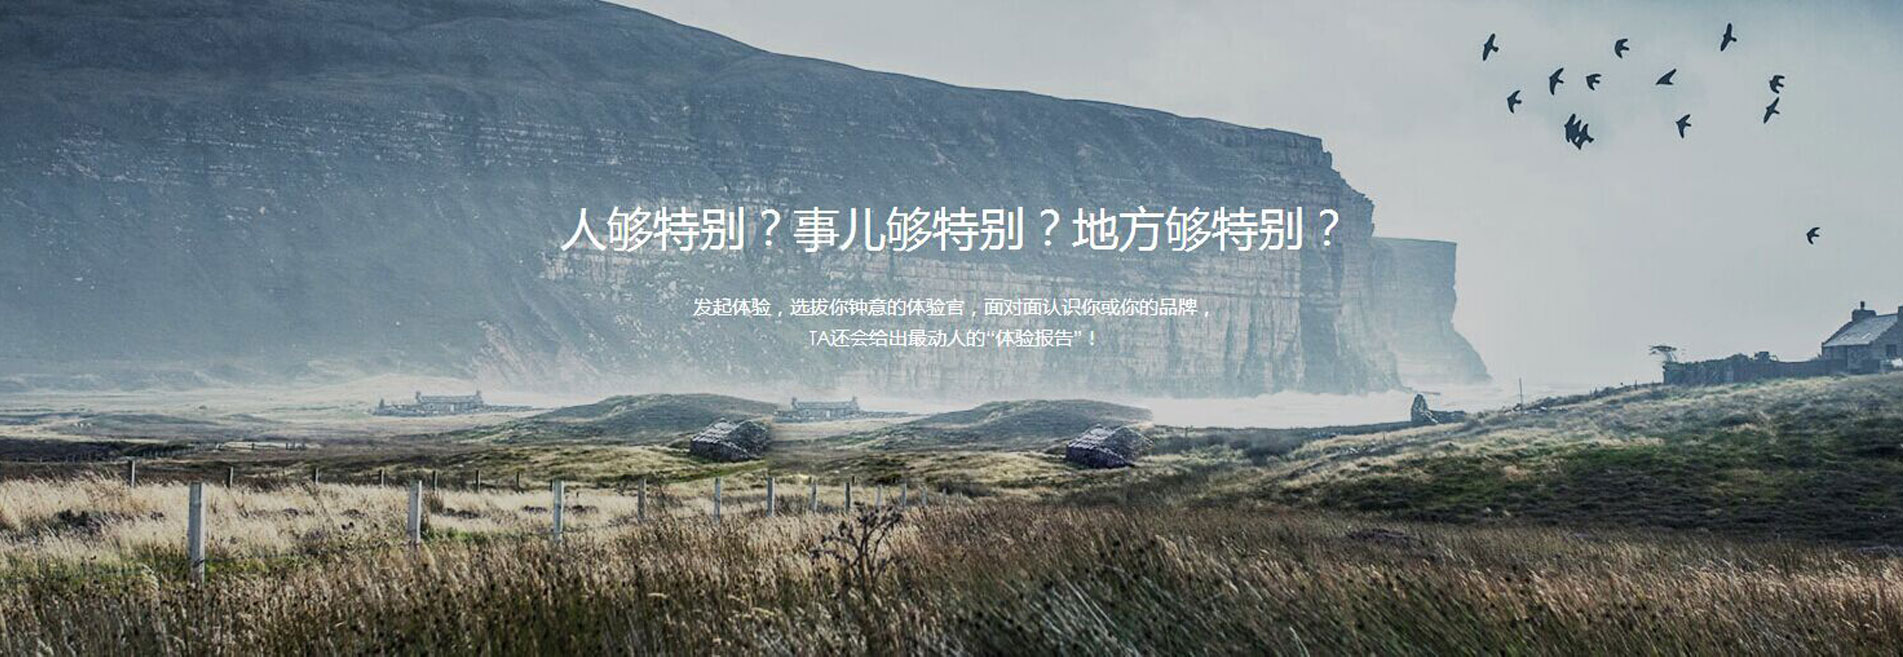 人够特别？事儿够特别？地方够特别？
发起体验，选拔你钟意的体验官，面对面认识你或你的品牌，
TA还会给出最动人的“体验报告”！